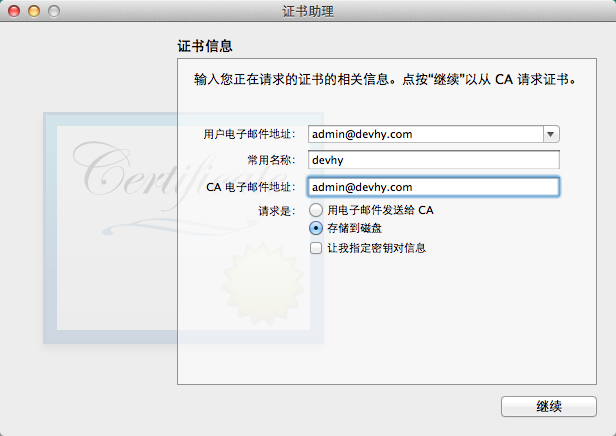 证书助理
证书信息
输入您正在请求的证书的相关信息。点按“继续”以从 CA 请求证书。
Certificate
用户电子邮件地址: admin@devhy.com
常用名称: devhy
CA 电子邮件地址: admin@devhy.com
请求是: 用电子邮件发送给 CA
存储到磁盘
让我指定密钥对信息
继续